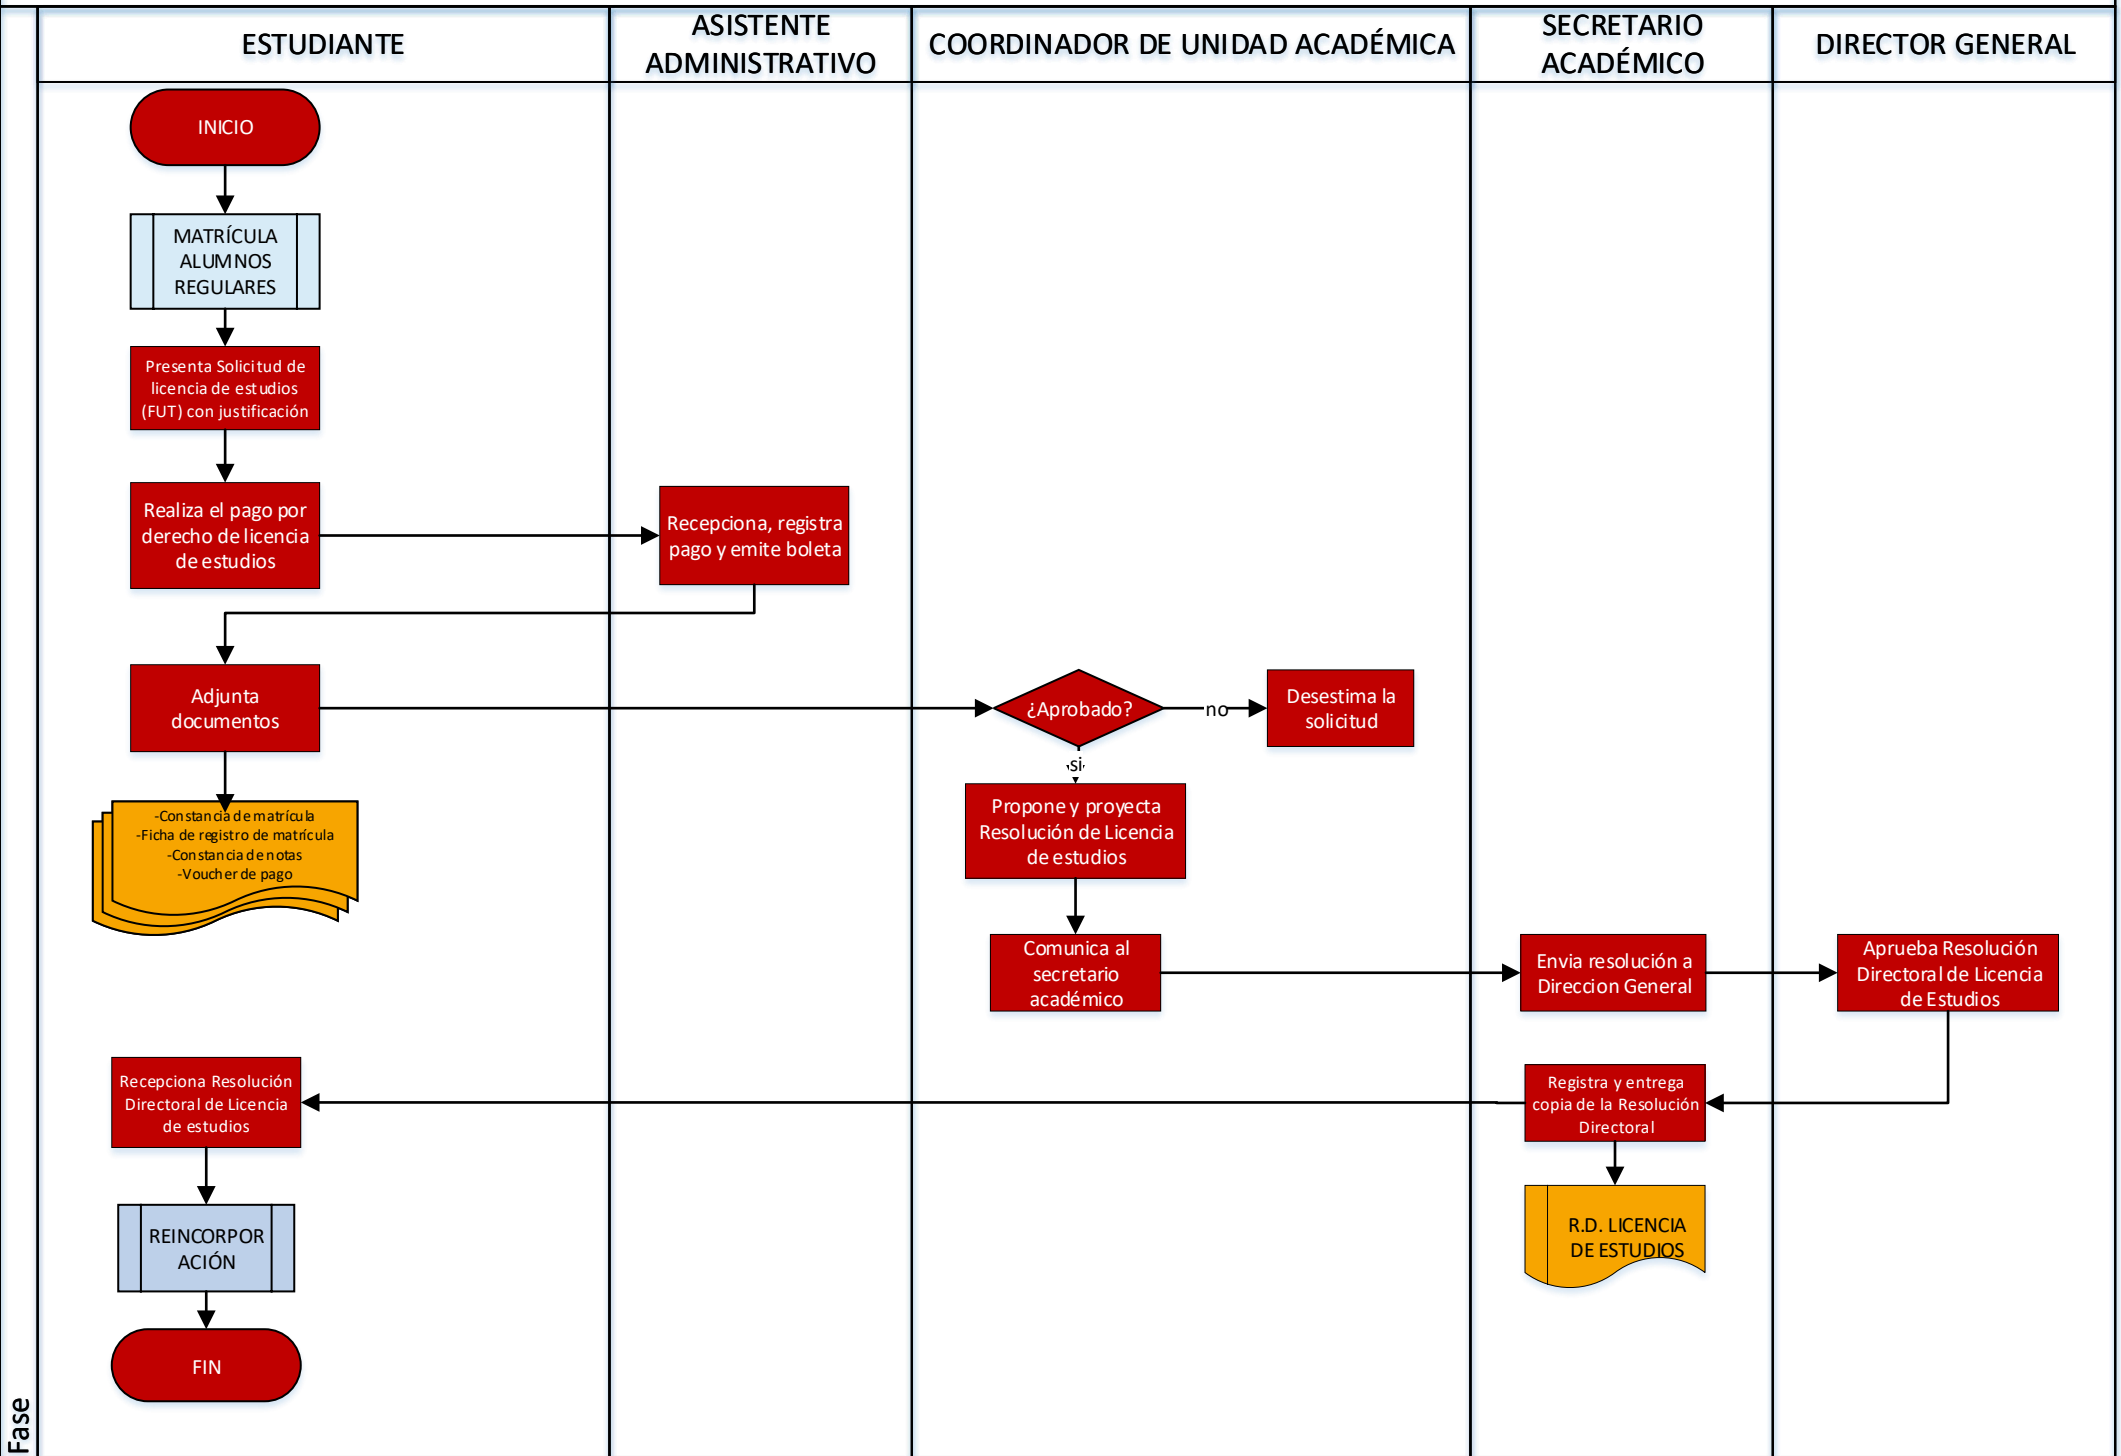 ESTUDIANTE
ASISTENTE
ADMINISTRATIVO
COORDINADOR DE UNIDAD ACADÉMICA
SECRETARIO
ACADÉMICO
DIRECTOR GENERAL
INICIO
MATRÍCULA
ALUMNOS
REGULARES
Presenta Solicitud de
licencia de estudios
(FUT) con justificación
Realiza el pago por
derecho de licencia
de estudios
Recepciona, registra
pago y emite boleta
Adjunta
documentos
¿Aprobado?
no
Desestima la
solicitud
si
-Constancia de matrícula
-Ficha de registro de matrícula
-Constancia de notas
-Voucher de pago
Propone y proyecta
Resolución de Licencia
de estudios
Comunica al
secretario
académico
Envia resolución a
Direccion General
Aprueba Resolución
Directoral de Licencia
de Estudios
Recepciona Resolución
Directoral de Licencia
de estudios
Registra y entrega
copia de la Resolución
Directoral
REINCORPOR
ACIÓN
R.D. LICENCIA
DE ESTUDIOS
FIN
Fase